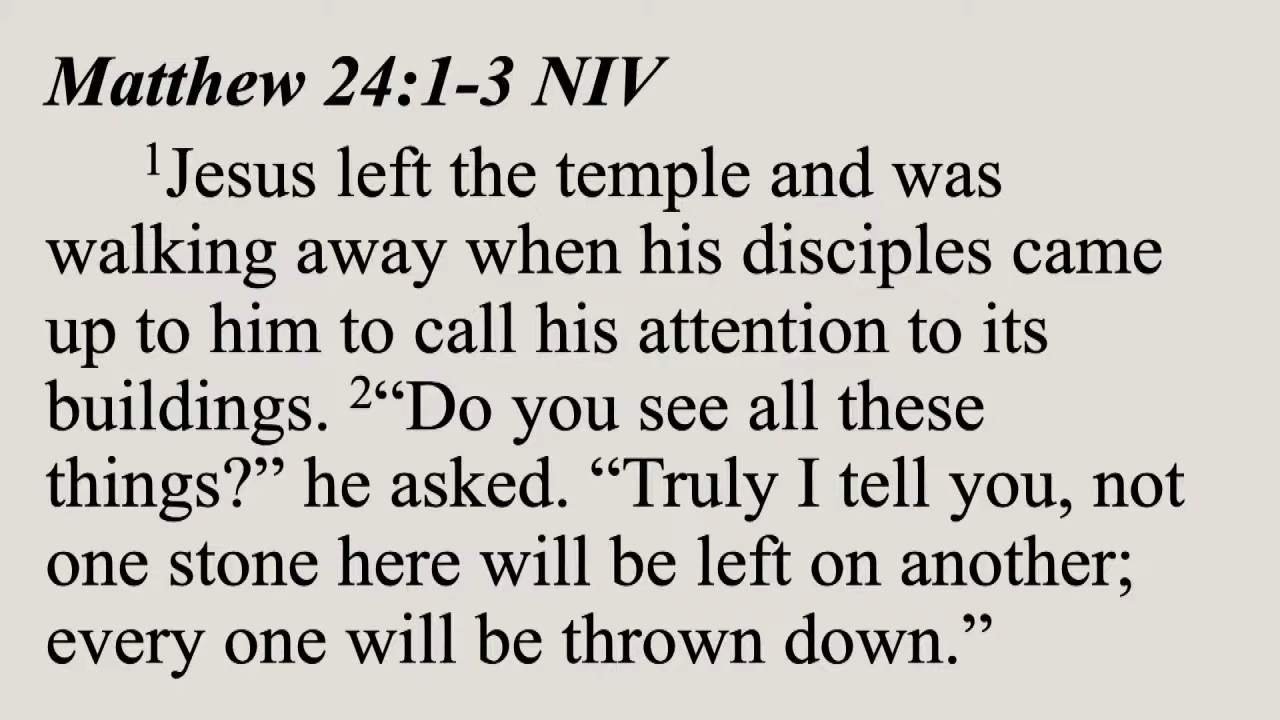 Matthew 24:1-3 NIV
¹Jesus left the temple and was
walking away when his disciples came
up to him to call his attention to its
buildings. ²“Do you see all these
things?” he asked. “Truly I tell you, not
one stone here will be left on another;
every one will be thrown down.”